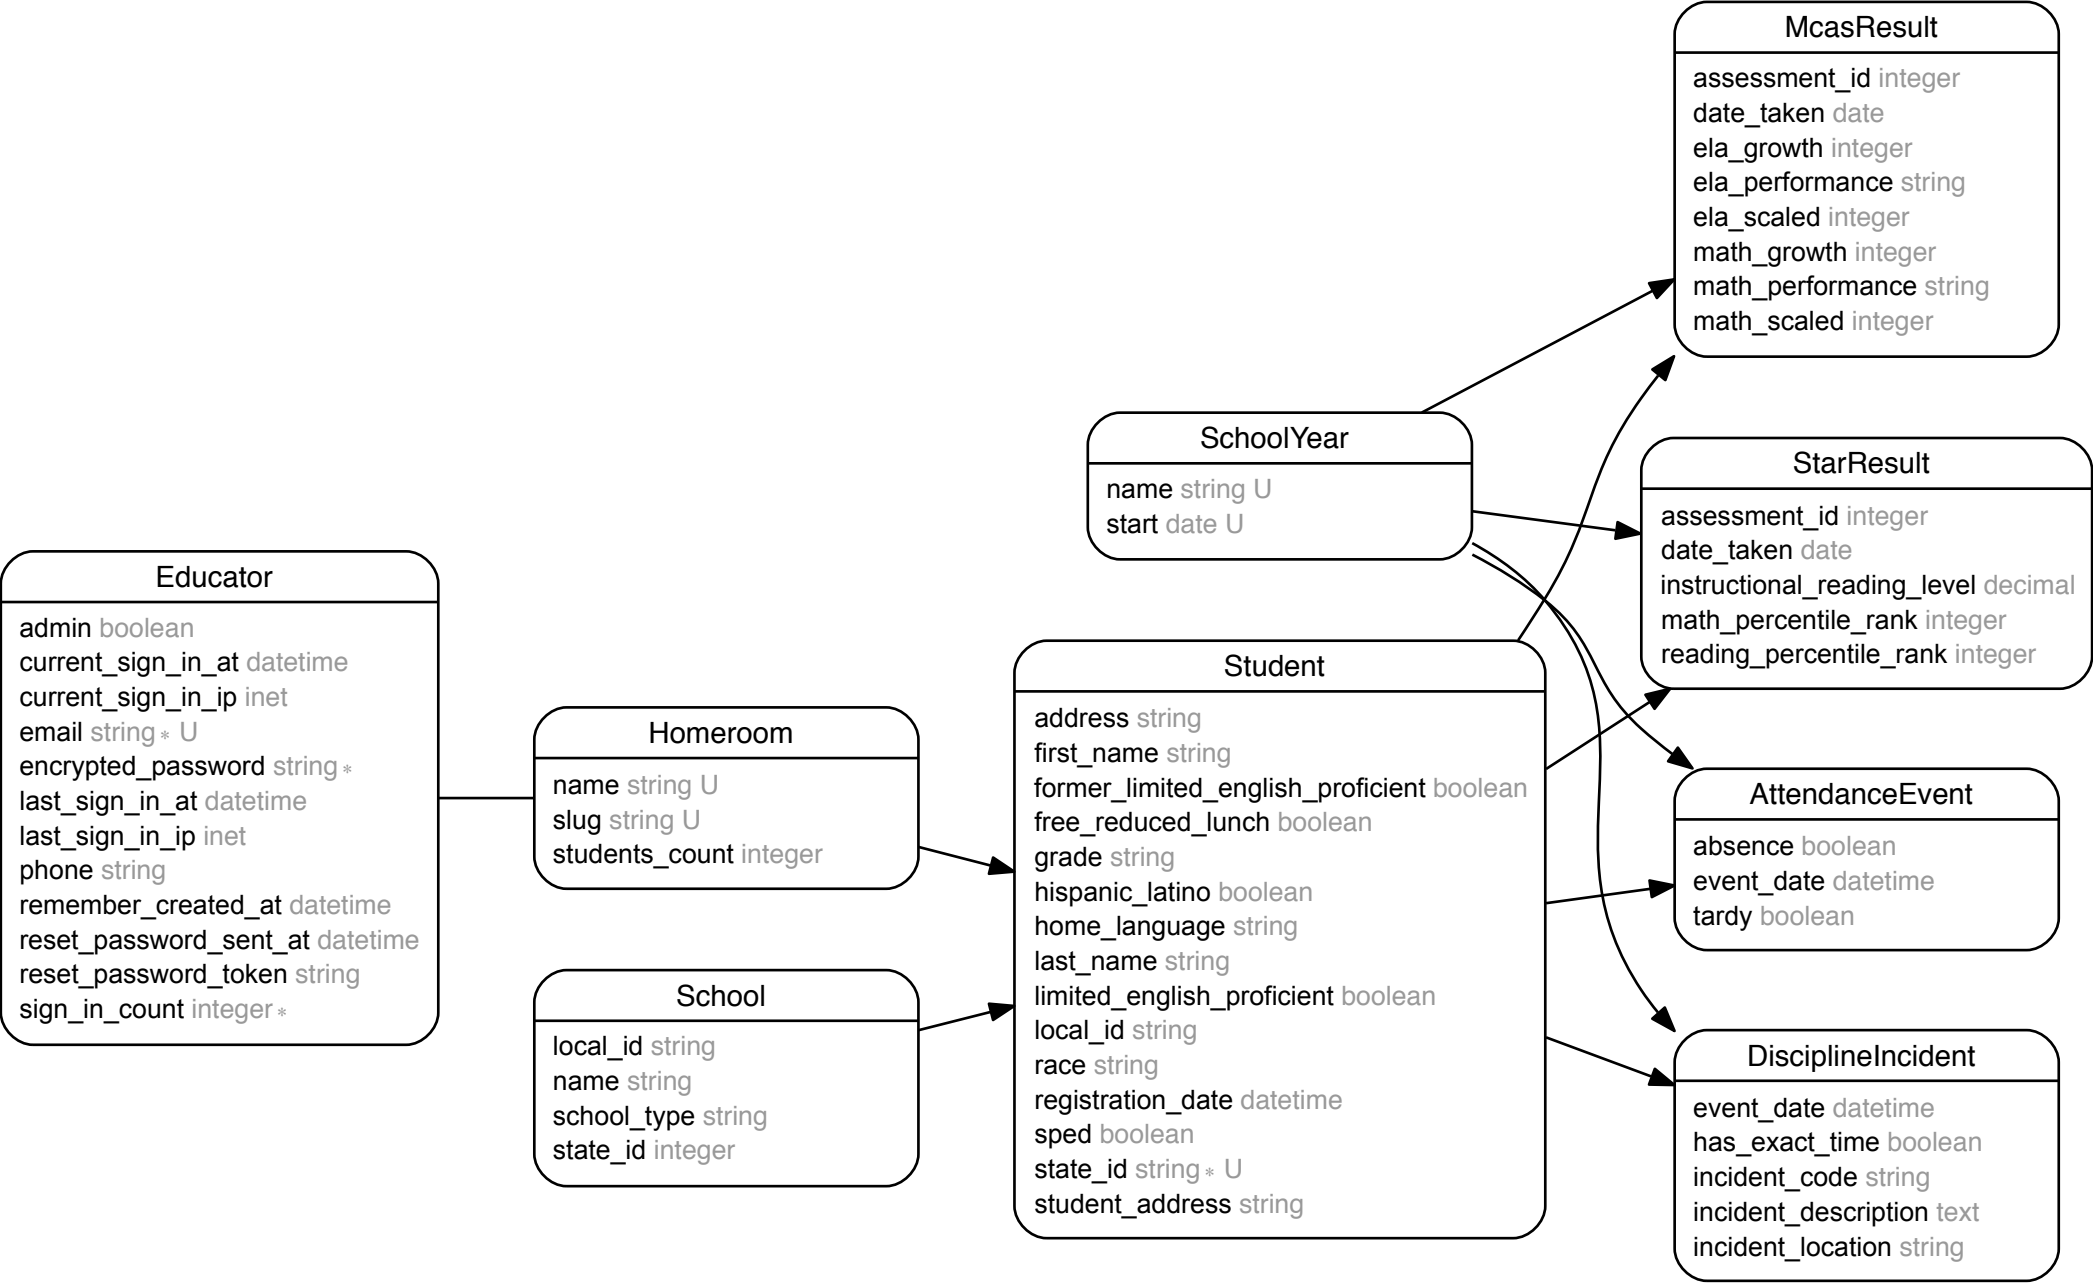 McasResult
assessment_id integer
date_taken date
ela_growth integer
ela_performance string
ela_scaled integer
math_growth integer
math_performance string
math_scaled integer
SchoolYear
name string U
start date U
StarResult
assessment_id integer
date_taken date
instructional_reading_level decimal
math_percentile_rank integer
reading_percentile_rank integer
Educator
admin boolean
current_sign_in_at datetime
current_sign_in_ip inet
email string * U
encrypted_password string *
last_sign_in_at datetime
last_sign_in_ip inet
phone string
remember_created_at datetime
reset_password_sent_at datetime
reset_password_token string
sign_in_count integer *
Homeroom
name string U
slug string U
students_count integer
School
local_id string
name string
school_type string
state_id integer
Student
address string
first_name string
former_limited_english_proficient boolean
free_reduced_lunch boolean
grade string
hispanic_latino boolean
home_language string
last_name string
limited_english_proficient boolean
local_id string
race string
registration_date datetime
sped boolean
state_id string * U
student_address string
AttendanceEvent
absence boolean
event_date datetime
tardy boolean
DisciplineIncident
event_date datetime
has_exact_time boolean
incident_code string
incident_description text
incident_location string